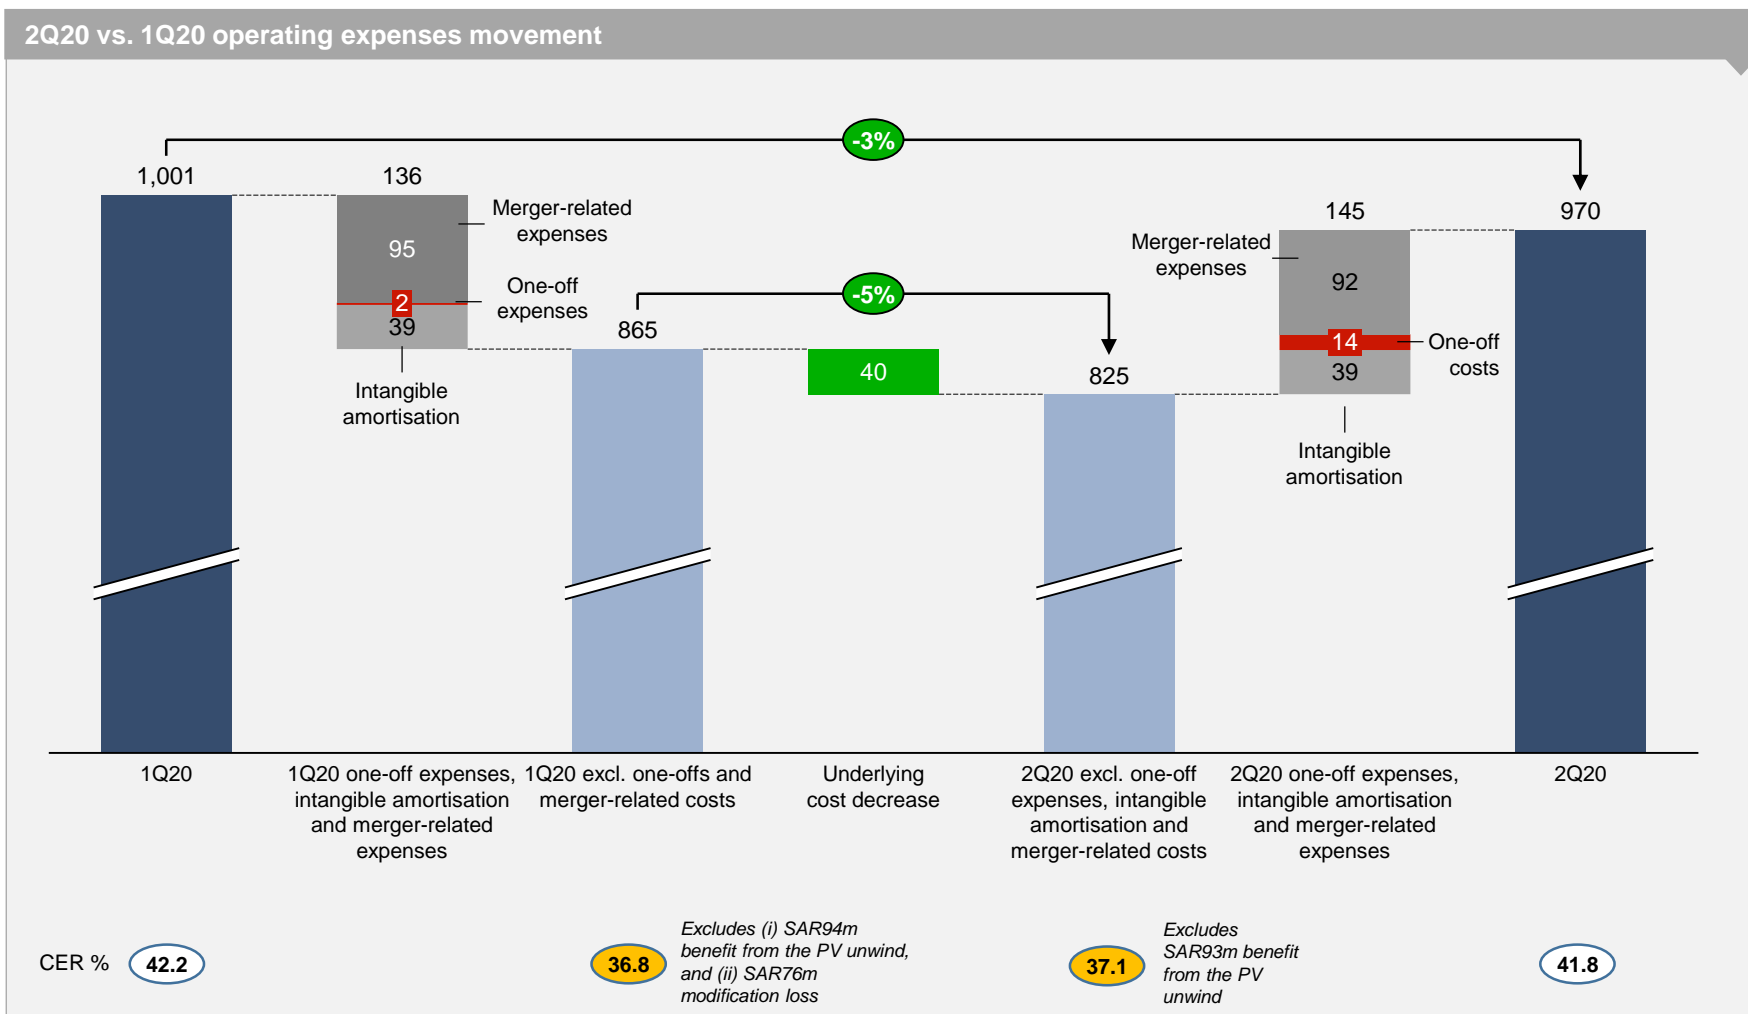 2Q20 vs. 1Q20 operating expenses movement
-3%
1,001
136
Merger-related
expenses
95
One-off
expenses
2
39
Intangible
amortisation
-5%
865
40
825
145
970
Merger-related
expenses
92
14
One-off
costs
39
Intangible
amortisation
1Q20
1Q20 one-off expenses,
intangible amortisation
and merger-related
expenses
1Q20 excl. one-offs and
merger-related costs
Underlying
cost decrease
2Q20 excl. one-off
expenses, intangible
amortisation and
merger-related costs
2Q20 one-off expenses,
intangible amortisation
and merger-related
expenses
2Q20
CER %
42.2
36.8
Excludes (i) SAR94m
benefit from the PV unwind,
and (ii) SAR76m
modification loss
37.1
Excludes
SAR93m benefit
from the PV
unwind
41.8